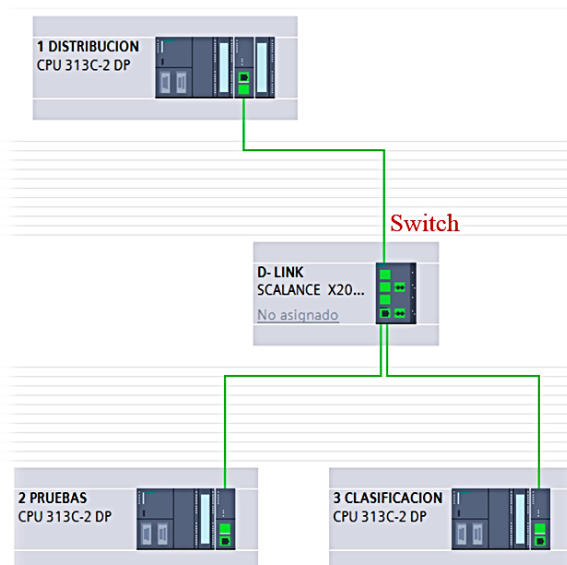 1 DISTRIBUCION
CPU 313C-2 DP
Switch
D- LINK
SCALANCE X20...
No asignado
2 PRUEBAS
CPU 313C-2 DP
3 CLASIFICACION
CPU 313C-2 DP